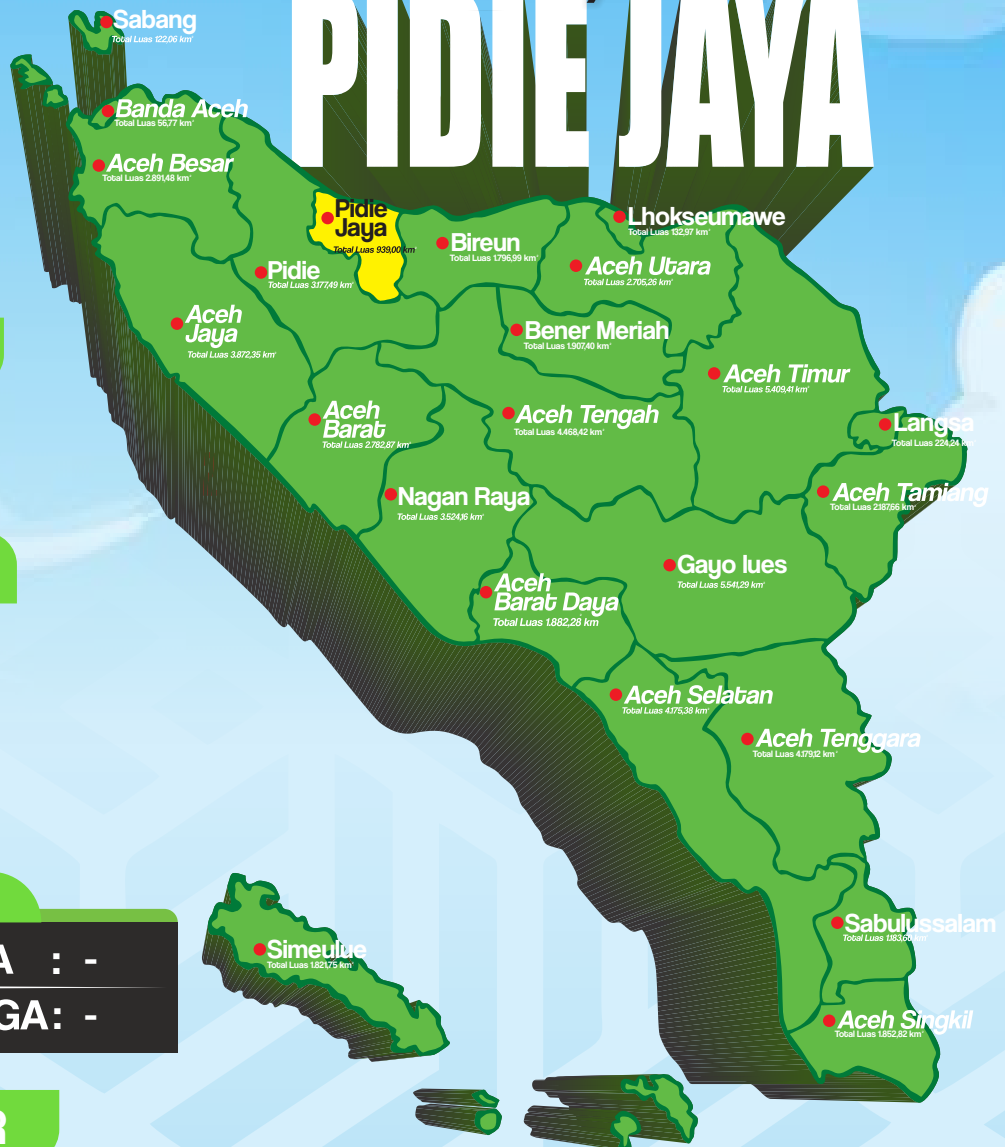 PIDIE JAYA
Sabang
Total Luas 122,06 km²
Banda Aceh
Total Luas 56,77 km²
Aceh Besar
Total Luas 2.891,48 km²
Pidie
Jaya
Total Luas 939,00 km²
Lhokseumawe
Total Luas 132,97 km²
Bireun
Total Luas 1.796,99 km²
Aceh Utara
Total Luas 2.705,26 km²
Pidie
Total Luas 3.177,49 km²
Aceh
Jaya
Total Luas 3.872,35 km²
Bener Meriah
Total Luas 1.907,40 km²
Aceh Timur
Total Luas 5.409,41 km²
Aceh
Barat
Total Luas 2.782,87 km²
Aceh Tengah
Total Luas 4.468,42 km²
Langsa
Total Luas 224,24 km²
Nagan Raya
Total Luas 3.524,16 km²
Aceh Tamiang
Total Luas 2.187,66 km²
Gayo lues
Total Luas 5.541,29 km²
Aceh
Barat Daya
Total Luas 1.882,28 km
Aceh Selatan
Total Luas 4.175,38 km²
Aceh Tenggara
Total Luas 4.179,12 km²
Sabulussalam
Total Luas 1.183,60 km²
Simeulue
Total Luas 1.821,75 km²
A : -
GA : -
Aceh Singkil
Total Luas 1.852,82 km²
R